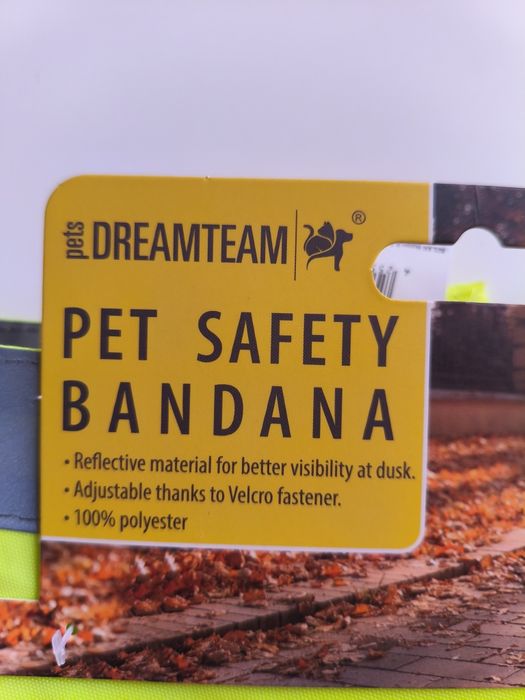 pets DREAMTEAM ®
PET SAFETY
BANDANA
• Reflective material for better visibility at dusk.
• Adjustable thanks to Velcro fastener.
• 100% polyester